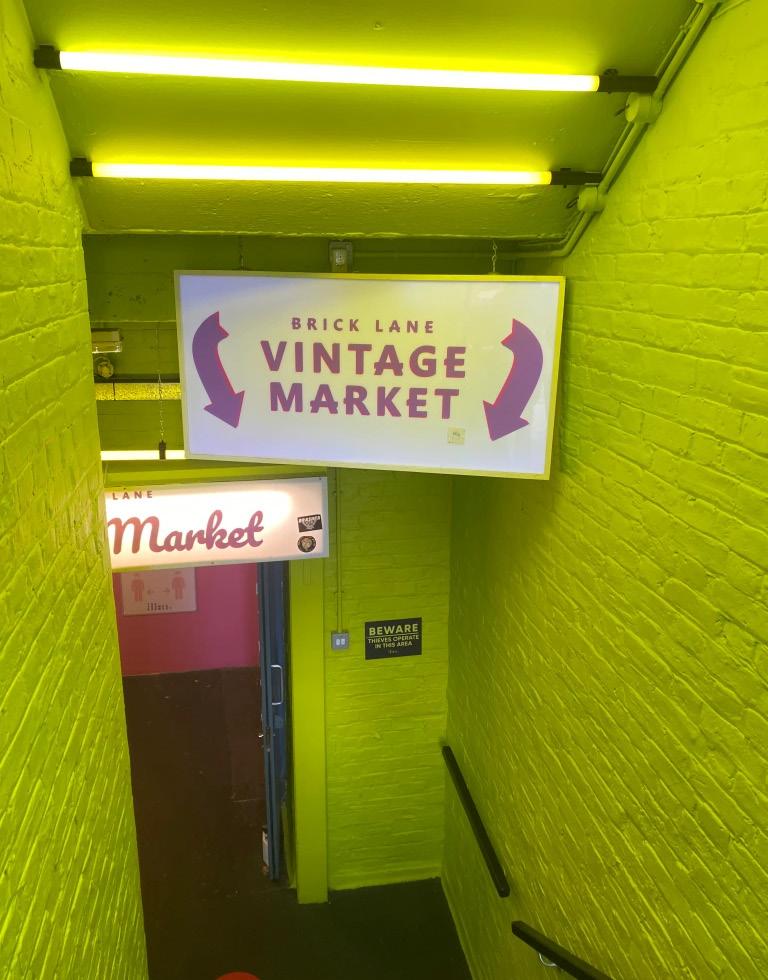 BRICK LANE
VINTAGE
MARKET
LANE
Market
BEWARE
THIEVES OPERATE
IN THIS AREA